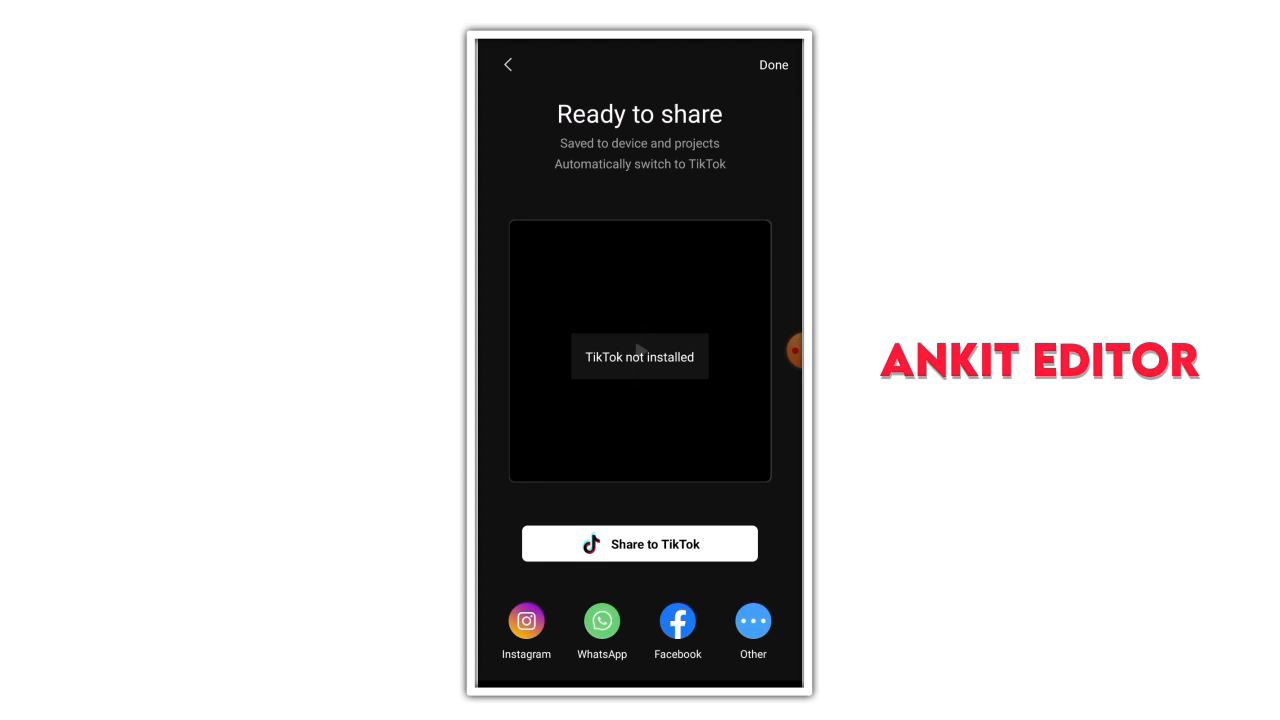 Done
Ready to share
Saved to device and projects
Automatically switch to TikTok
TikTok not installed
ANKIT EDITOR
Share to TikTok
Instagram WhatsApp Facebook Other